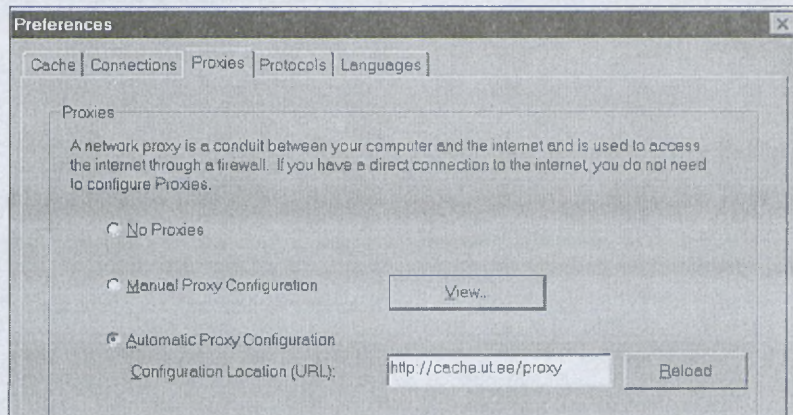 Preferences
Cache Connections Proxies Protocols Languages
Proxies
A network proxy is a conduit between your computer and the internet and is used to access
the internet through a firewall. If you have a direct connection to the internet, you do not need
to configure Proxies.
No Proxies
Manual Proxy Configuration View...
Automatic Proxy Configuration
Configuration Location (URL): http://cache.ut.ee/proxy Reload